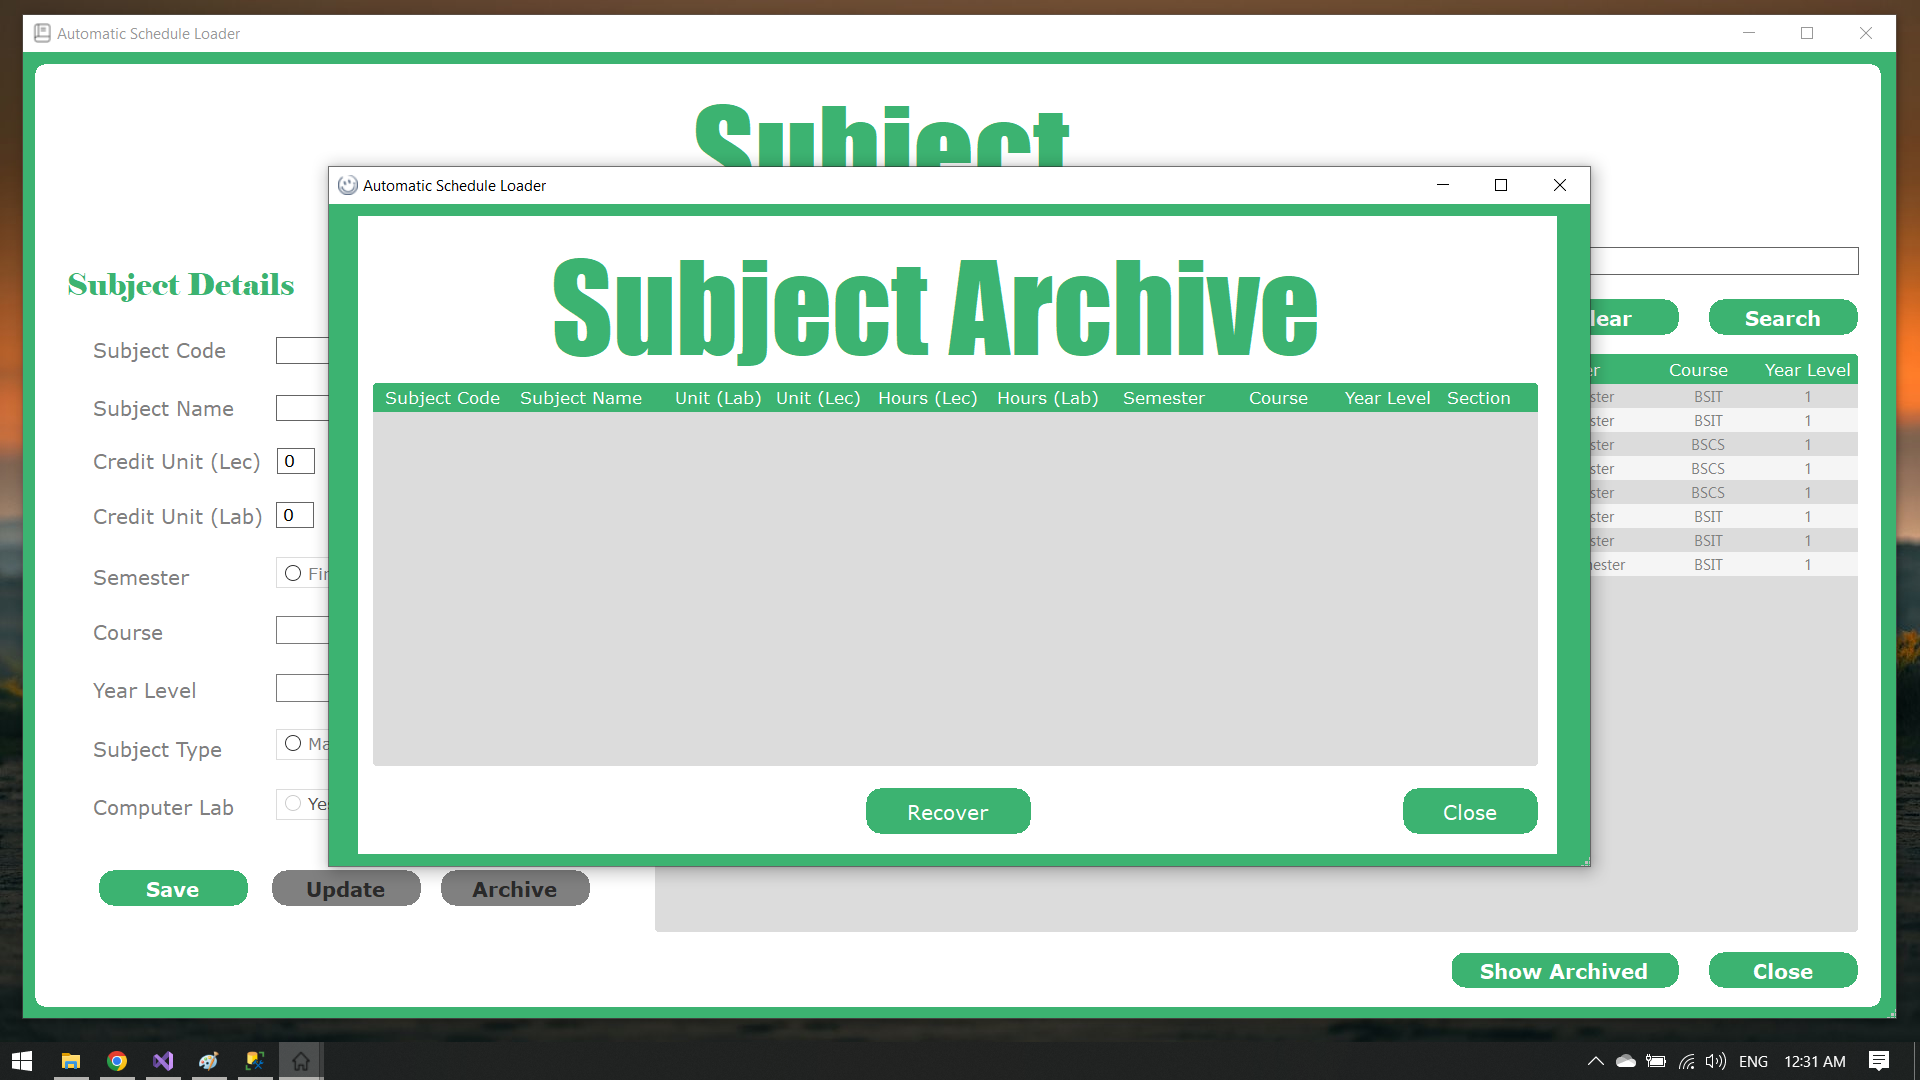 Automatic Schedule Loader
Subject
Automatic Schedule Loader
Subject Archive
Subject Code Subject Name Unit (Lab) Unit (Lec) Hours (Lec) Hours (Lab) Semester Course Year Level Section
Recover Close
Subject Details
Subject Code
Subject Name
Credit Unit (Lec) 0
Credit Unit (Lab) 0
Semester Fir
Course
Year Level
Subject Type Ma
Computer Lab Yes
Save Update Archive
lear Search
er Course Year Level
ster BSIT 1
ster BSIT 1
ster BSCS 1
ster BSCS 1
ster BSCS 1
ster BSIT 1
ster BSIT 1
nester BSIT 1
Show Archived Close
ENG 12:31 AM